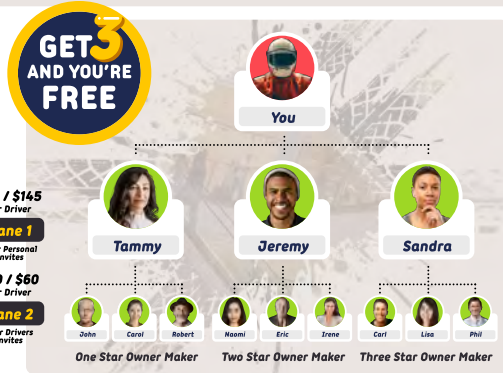 GET 3
AND YOU'RE
FREE
You
/ $145
Driver
ane 1
Personal
nvites
/ $60
Driver
ane 2
Drivers
nvites
Tammy
Jeremy
Sandra
John
Carol
Robert
Naomi
Eric
Irene
Carl
Lisa
Phil
One Star Owner Maker
Two Star Owner Maker
Three Star Owner Maker